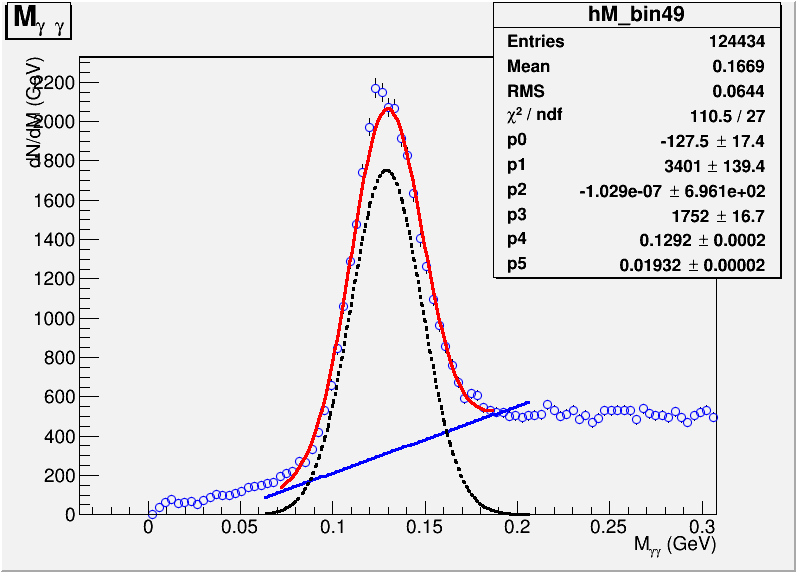 Mγ γ
hM_bin49
Entries 124434
Mean 0.1669
RMS 0.0644
χ² / ndf 110.5 / 27
p0 -127.5 ± 17.4
p1 3401 ± 139.4
p2 -1.029e-07 ± 6.961e+02
p3 1752 ± 16.7
p4 0.1292 ± 0.0002
p5 0.01932 ± 0.00002
dN/dM (GeV)
2200
2000
1800
1600
1400
1200
1000
800
600
400
200
0
0 0.05 0.1 0.15 0.2 0.25 0.3
Mγγ (GeV)